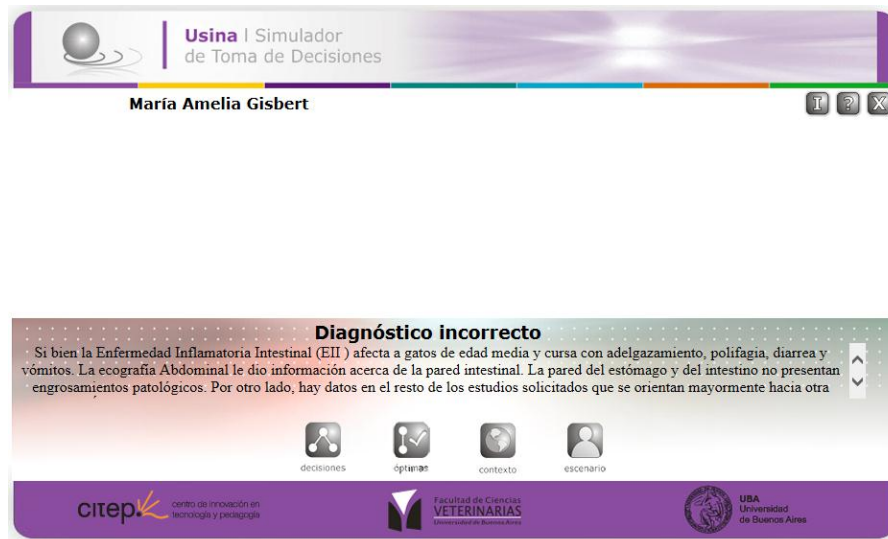 Usina | Simulador
de Toma de Decisiones
María Amelia Gisbert
I ? X
Diagnóstico incorrecto
Si bien la Enfermedad Inflamatoria Intestinal (EII ) afecta a gatos de edad media y cursa con adelgazamiento, polifagia, diarrea y
vómitos. La ecografía Abdominal le dio información acerca de la pared intestinal. La pared del estómago y del intestino no presentan
engrosamientos patológicos. Por otro lado, hay datos en el resto de los estudios solicitados que se orientan mayormente hacia otra
decisiones
óptimas
contexto
escenario
citep
centro de innovación en
tecnología y pedagogía
Facultad de Ciencias
VETERINARIAS
Universidad de Buenos Aires
UBA
Universidad
de Buenos Aires